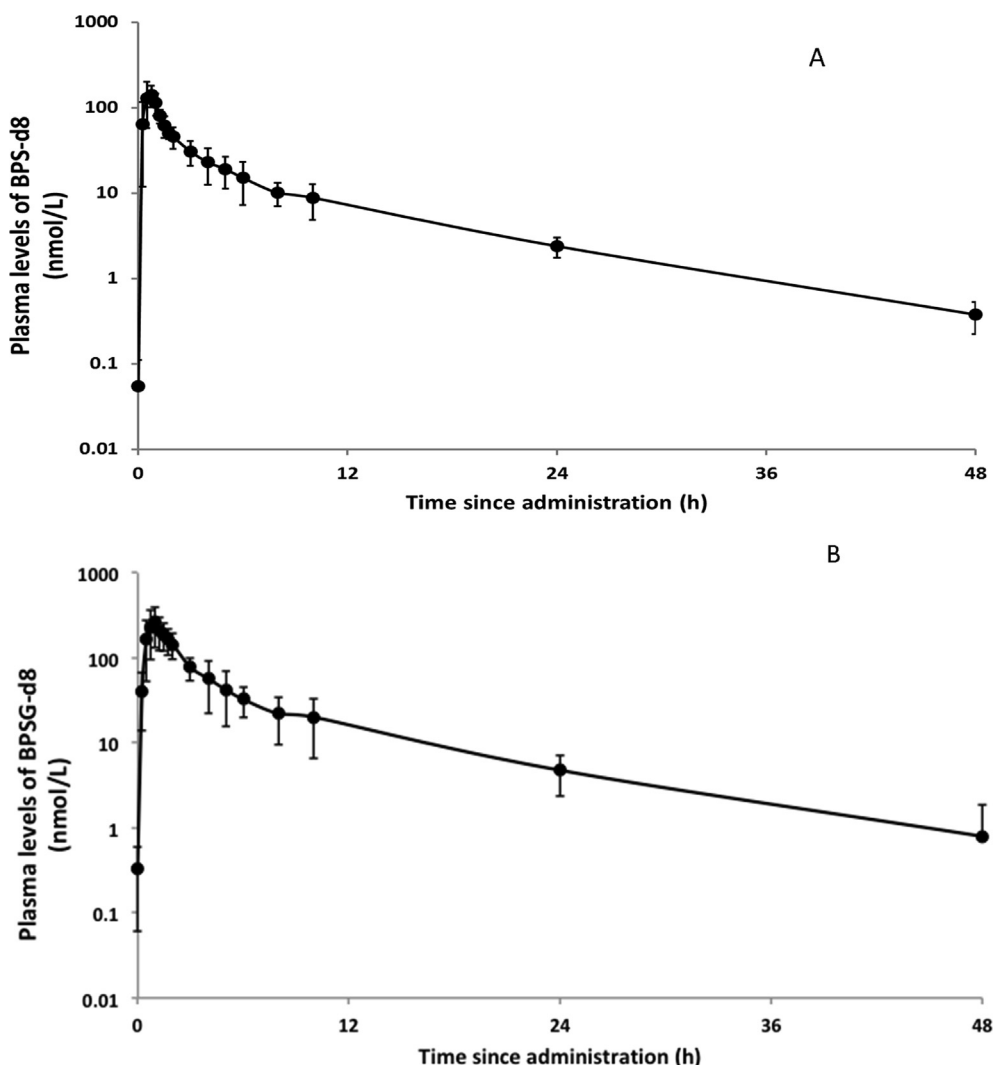 A
1000
100
10
1
0.1
0.01
Plasma levels of BPS-d8
(nmol/L)
0 12 24 36 48
Time since administration (h)
B
1000
100
10
1
0.1
0.01
Plasma levels of BPSG-d8
(nmol/L)
0 12 24 36 48
Time since administration (h)